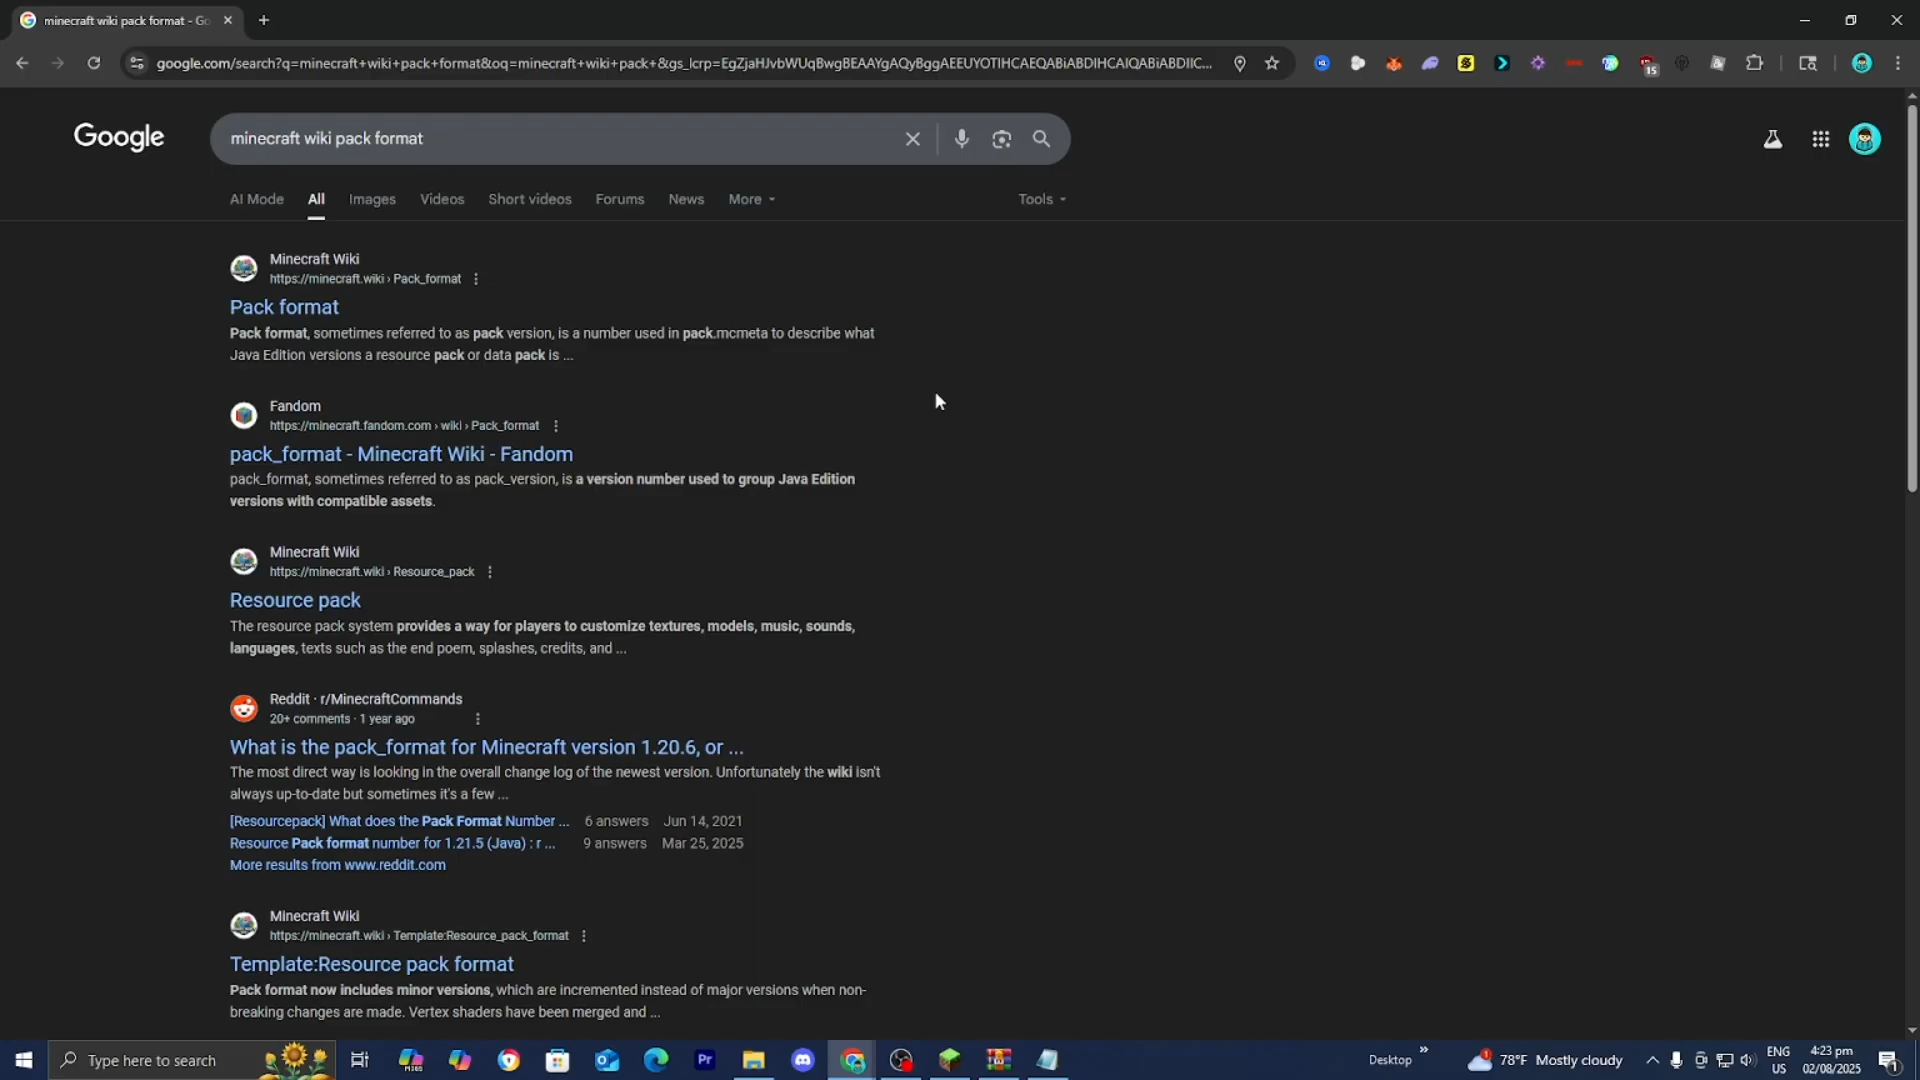 minecraft wiki pack format - Go
google.com/search?q=minecraft+wiki+pack+format&oq=minecraft+wiki+pack+&gs_lcrp=EgZjaHJvbWUqBwgBEAAYgAQyBggAEEUYOTIHCAEQABiABDIHCAIQABiABDIIC...
15
Google
minecraft wiki pack format
AI Mode All Images Videos Short videos Forums News More Tools
Minecraft Wiki
https://minecraft.wiki › Pack_format
Pack format
Pack format, sometimes referred to as pack version, is a number used in pack.mcmeta to describe what
Java Edition versions a resource pack or data pack is ...
Fandom
https://minecraft.fandom.com › wiki › Pack_format
pack_format - Minecraft Wiki - Fandom
pack_format, sometimes referred to as pack_version, is a version number used to group Java Edition
versions with compatible assets.
Minecraft Wiki
https://minecraft.wiki › Resource_pack
Resource pack
The resource pack system provides a way for players to customize textures, models, music, sounds,
languages, texts such as the end poem, splashes, credits, and ...
Reddit · r/MinecraftCommands
20+ comments · 1 year ago
What is the pack_format for Minecraft version 1.20.6, or ...
The most direct way is looking in the overall change log of the newest version. Unfortunately the wiki isn't
always up-to-date but sometimes it's a few ...
[Resourcepack] What does the Pack Format Number ... 6 answers Jun 14, 2021
Resource Pack format number for 1.21.5 (Java) : r ... 9 answers Mar 25, 2025
More results from www.reddit.com
Minecraft Wiki
https://minecraft.wiki › Template:Resource_pack_format
Template:Resource pack format
Pack format now includes minor versions, which are incremented instead of major versions when non-
breaking changes are made. Vertex shaders have been merged and ...
Type here to search
M365
Pr
Desktop
1
78°F Mostly cloudy
ENG
US
4:23 pm
02/08/2025
1